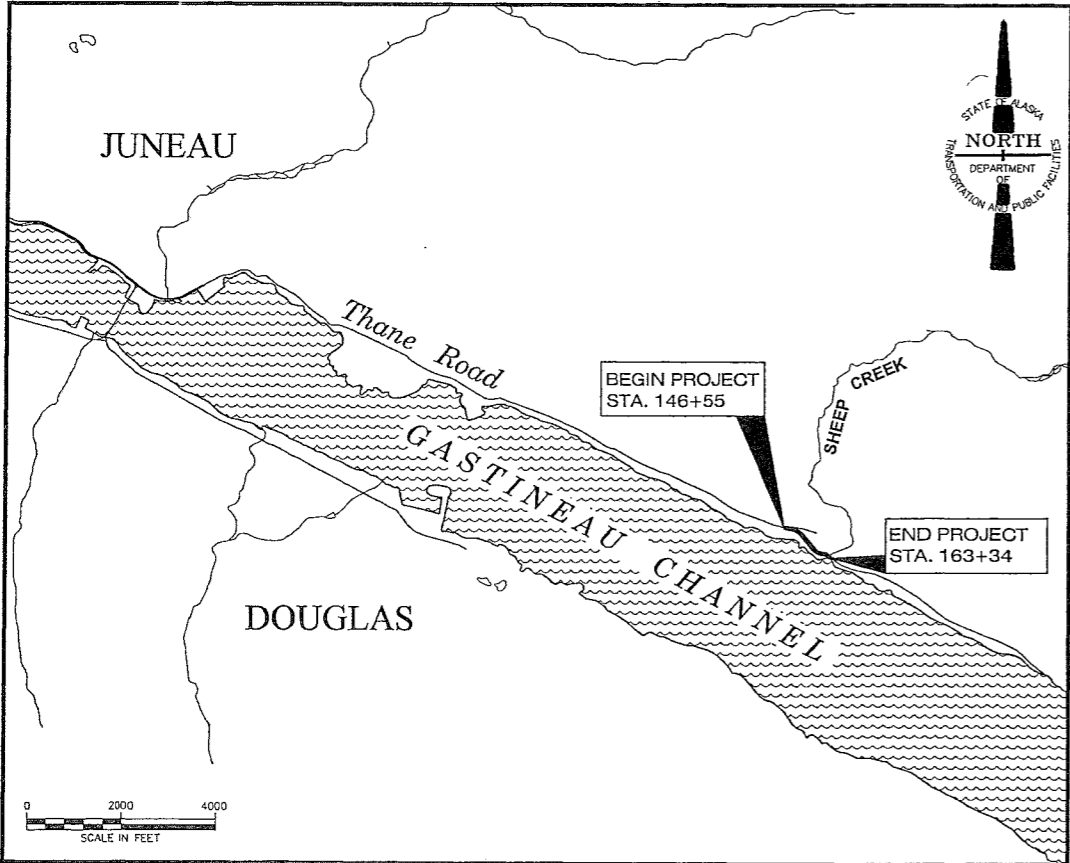 JUNEAU
STATE OF ALASKA
NORTH
DEPARTMENT
OF
TRANSPORTATION AND PUBLIC FACILITIES
Thane Road
BEGIN PROJECT
STA. 146+55
SHEEP CREEK
GASTINEAU CHANNEL
END PROJECT
STA. 163+34
DOUGLAS
0 2000 4000
SCALE IN FEET